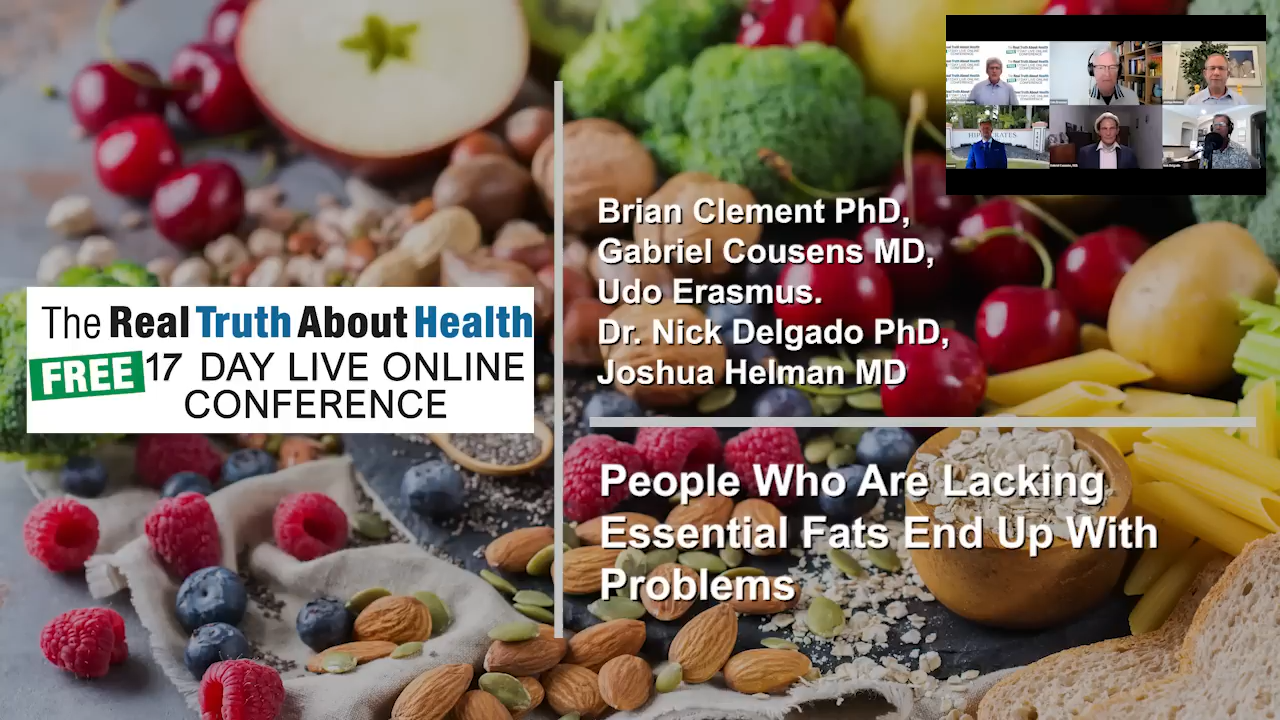 The Real Truth About Health
FREE 17 DAY LIVE ONLINE
CONFERENCE
Brian Clement PhD,
Gabriel Cousens MD,
Udo Erasmus.
Dr. Nick Delgado PhD,
Joshua Helman MD
People Who Are Lacking
Essential Fats End Up With
Problems